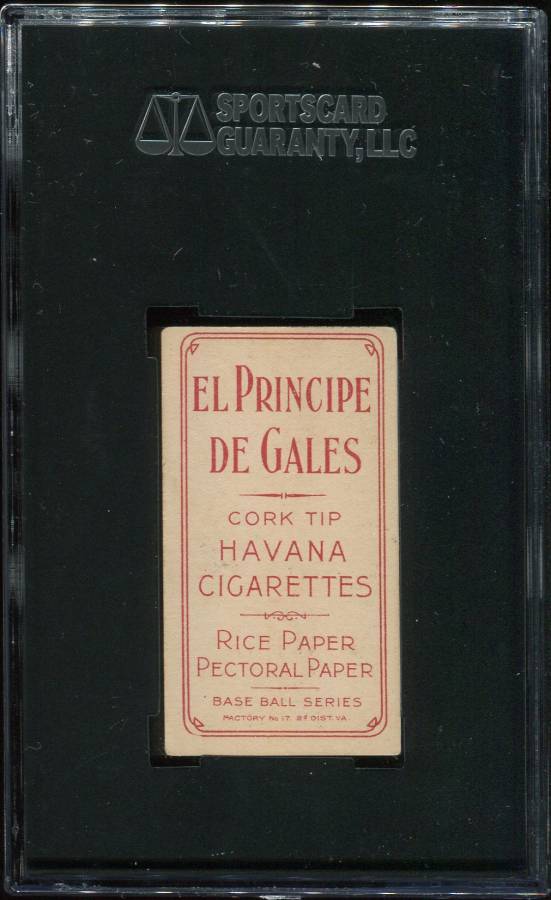 SPORTSCARD
GUARANTY, LLC
EL PRINCIPE
DE GALES
CORK TIP
HAVANA
CIGARETTES
RICE PAPER
PECTORAL PAPER
BASE BALL SERIES
FACTORY No 17. 2D DIST. VA.